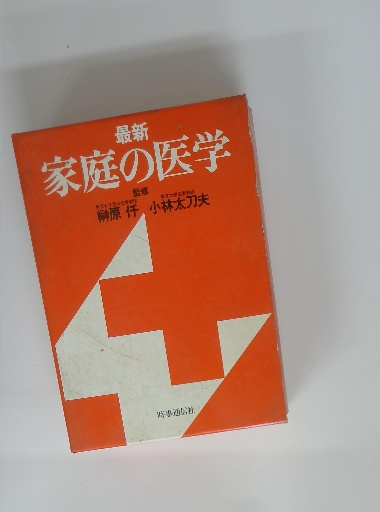 最新
家庭の医学
監修
榊原 仟 小林太刀夫
時事通信社